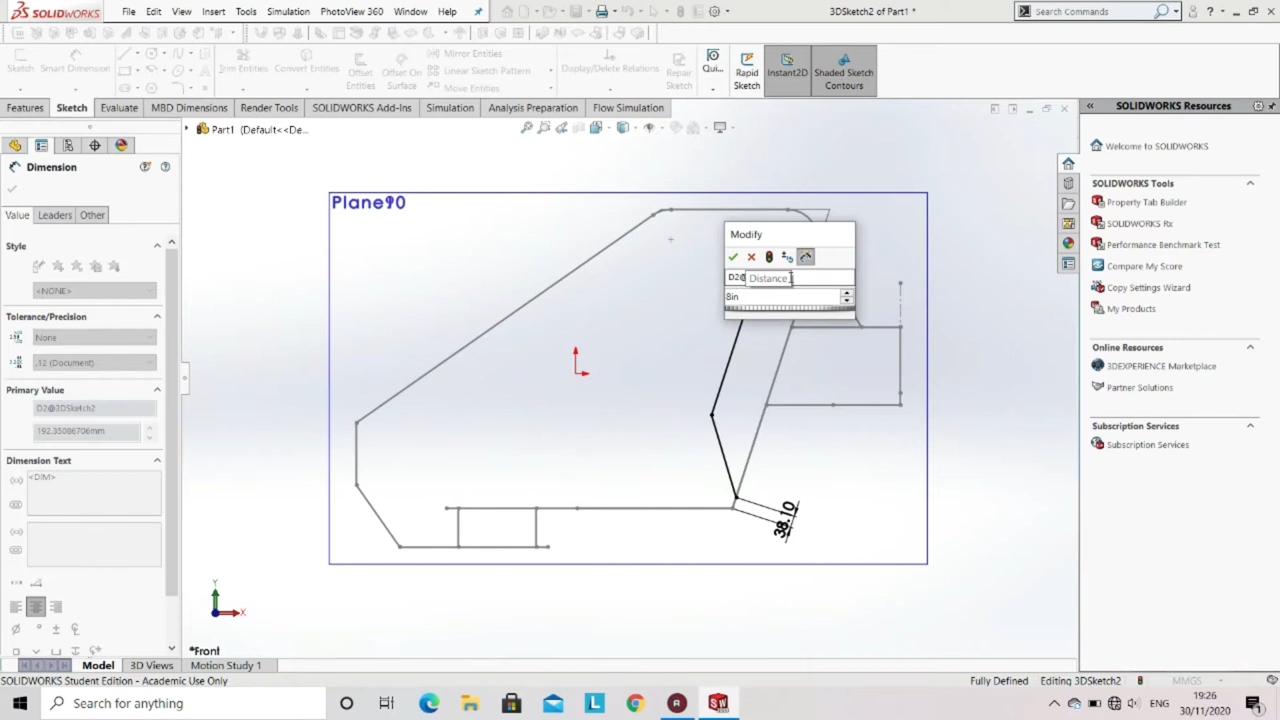 SOLIDWORKS File Edit View Insert Tools Simulation PhotoView 360 Window Help 3DSketch2 of Part1 * Search Commands
Sketch Smart Dimension Trim Entities Convert Entities Offset Entities Offset On Surface Mirror Entities Linear Sketch Pattern Move Entities Display/Delete Relations Repair Sketch Qui... Rapid Sketch Instant2D Shaded Sketch Contours
Features Sketch Evaluate MBD Dimensions Render Tools SOLIDWORKS Add-Ins Simulation Analysis Preparation Flow Simulation
SOLIDWORKS Resources
Part1 (Default<<De...
Dimension
Value Leaders Other
Style
<NONE>
Tolerance/Precision
None
.12 (Document)
Primary Value
D2@3DSketch2
192.35086706mm
Dimension Text
<DIM>
Plane90
Modify
D2@
Distance
8in
38.10
Y
X
*Front
Welcome to SOLIDWORKS
SOLIDWORKS Tools
Property Tab Builder
SOLIDWORKS Rx
Performance Benchmark Test
Compare My Score
Copy Settings Wizard
My Products
Online Resources
3DEXPERIENCE Marketplace
Partner Solutions
Subscription Services
Subscription Services
Model 3D Views Motion Study 1
SOLIDWORKS Student Edition - Academic Use Only Fully Defined Editing 3DSketch2 MMGS
Search for anything
ENG
19:26
30/11/2020